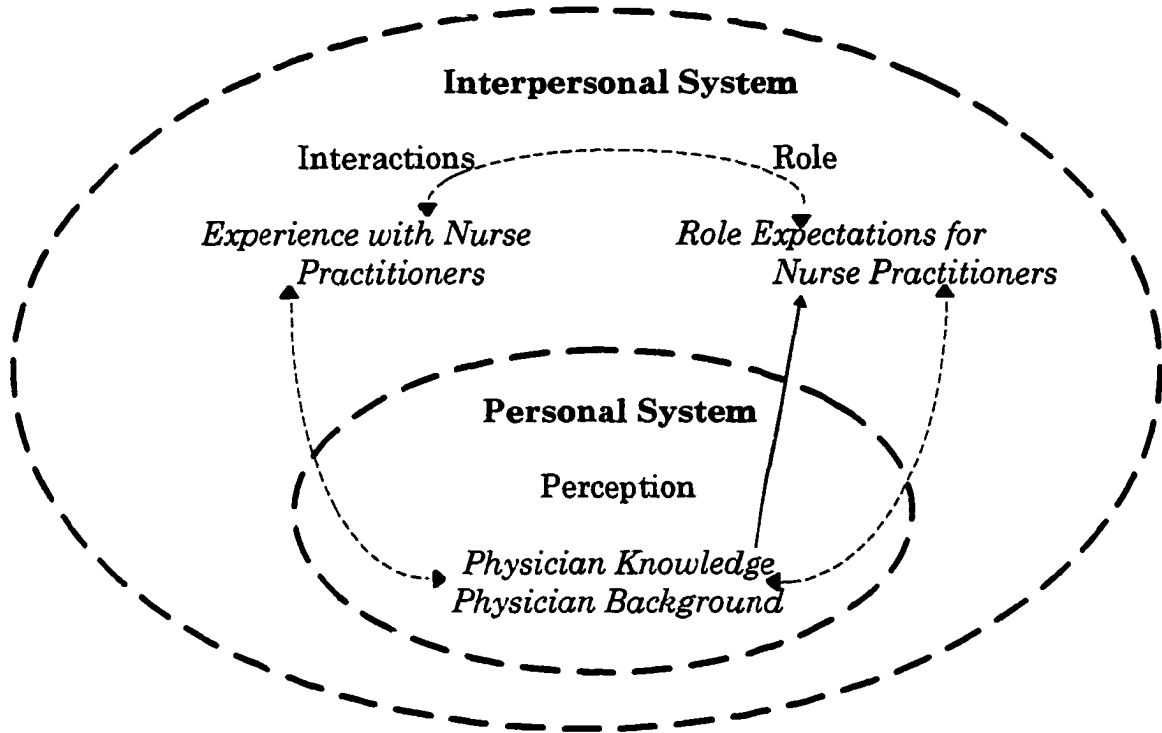 Interpersonal System
Interactions
Role
Experience with Nurse
Practitioners
Role Expectations for
Nurse Practitioners
Personal System
Perception
Physician Knowledge
Physician Background